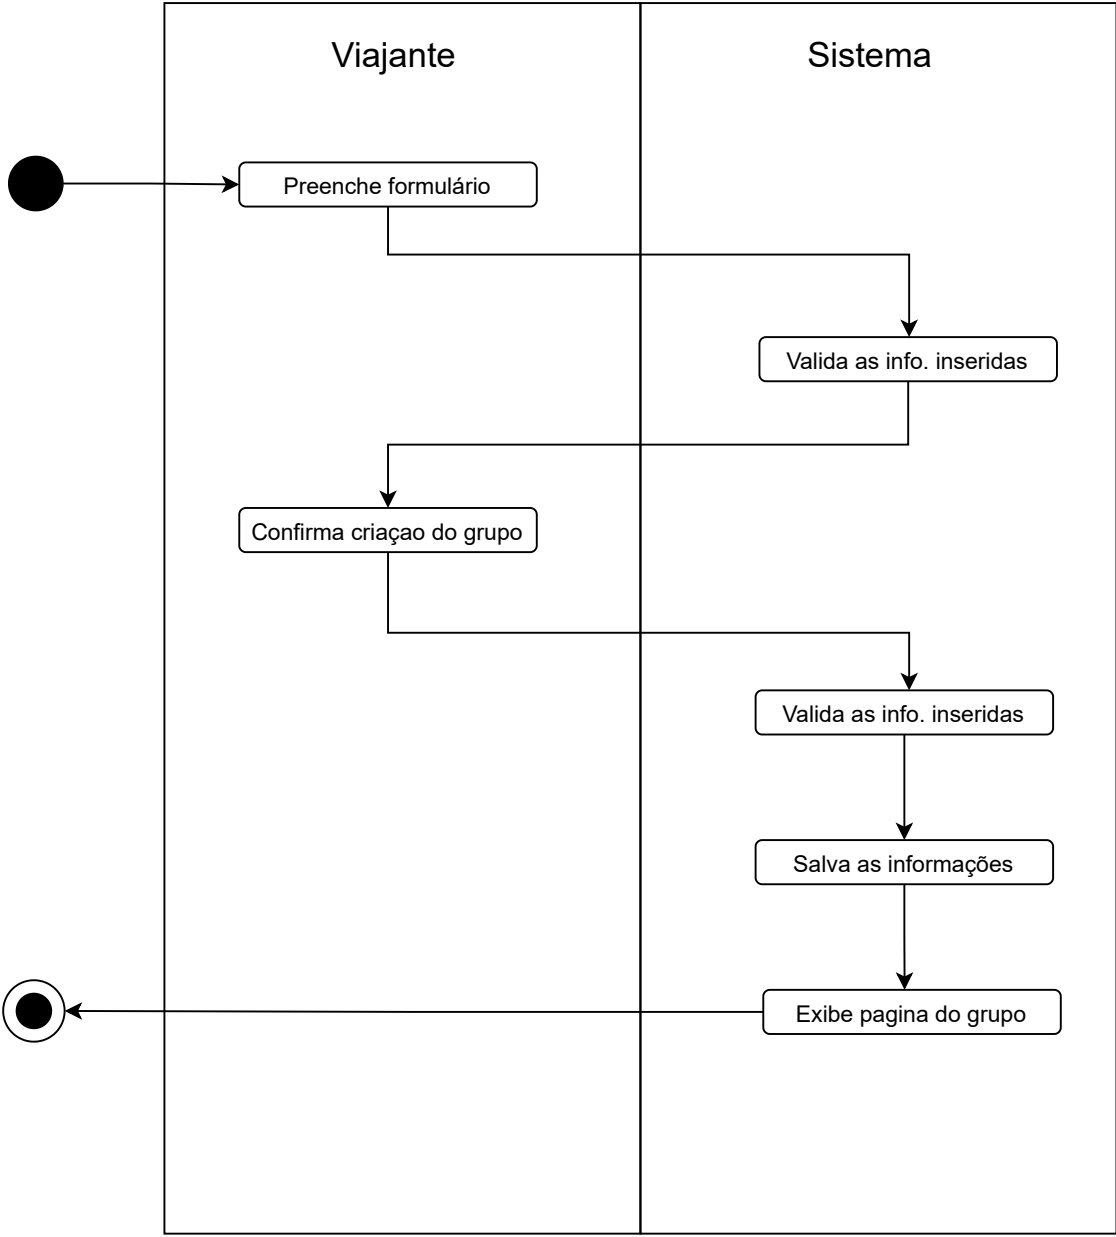 Viajante
Sistema
Preenche formulário
Valida as info. inseridas
Confirma criaçao do grupo
Valida as info. inseridas
Salva as informações
Exibe pagina do grupo